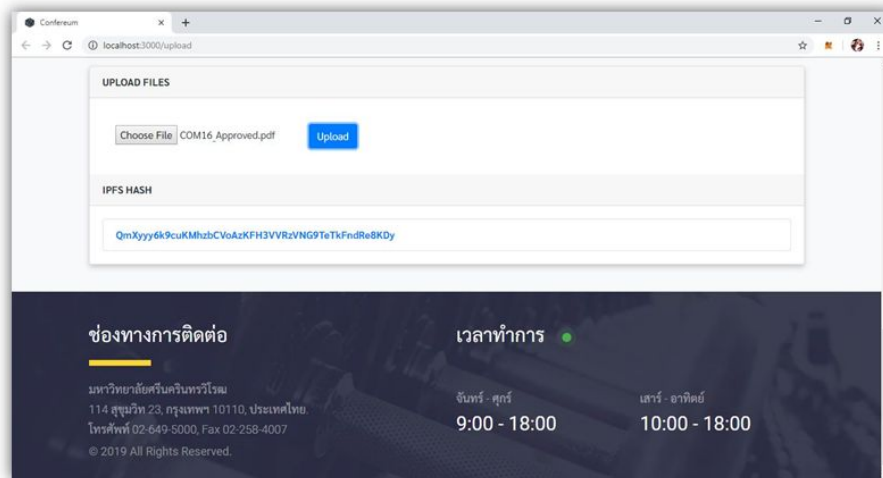 Confereum
localhost:3000/upload
UPLOAD FILES
Choose File COM16_Approved.pdf Upload
IPFS HASH
QmXyyy6k9cuKMhzbCVoAzKFH3VVRzVNG9TeTkFndRe8KDy
ช่องทางการติดต่อ
มหาวิทยาลัยศรีนครินทรวิโรฒ
114 สุขุมวิท 23, กรุงเทพฯ 10110, ประเทศไทย.
โทรศัพท์ 02-649-5000, Fax 02-258-4007
© 2019 All Rights Reserved.
เวลาทำการ
จันทร์ - ศุกร์
9:00 - 18:00
เสาร์ - อาทิตย์
10:00 - 18:00